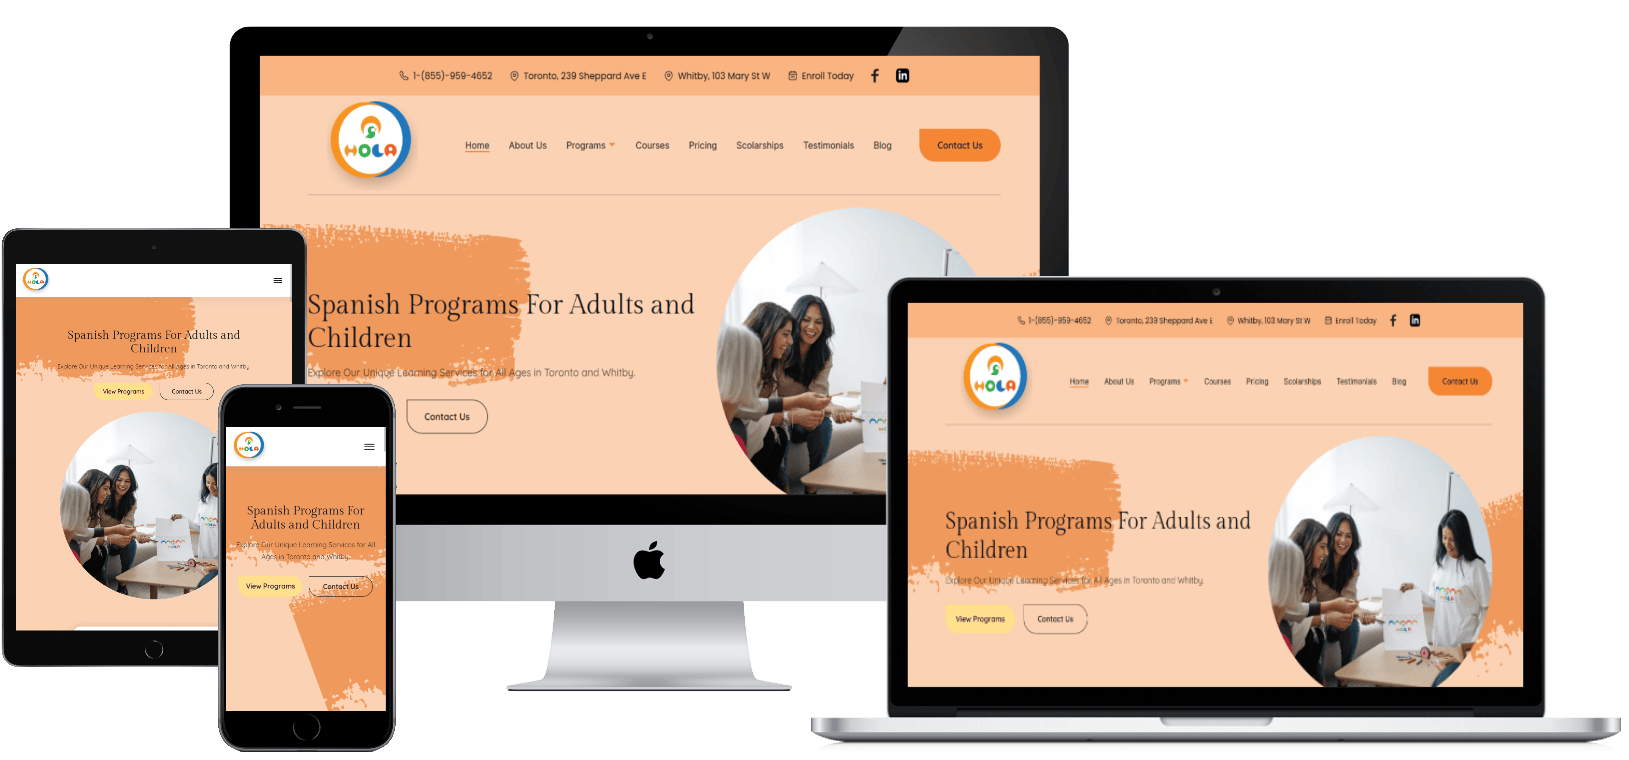 1-(855)-959-4652 Toronto, 239 Sheppard Ave E Whitby, 103 Mary St W Enroll Today
HOLA
Home About Us Programs Courses Pricing Scolarships Testimonials Blog Contact Us
Spanish Programs For Adults and
Children
Explore Our Unique Learning Services for All Ages in Toronto and Whitby.
Contact Us
HOLA
Spanish Programs For Adults and
Children
Explore Our Unique Learning Services for All Ages in Toronto and Whitby
View Programs Contact Us
HOLA
HOLA
Spanish Programs For
Adults and Children
Explore Our Unique Learning Services for All
Ages in Toronto and Whitby.
View Programs Contact Us
1-(855)-959-4652 Toronto, 239 Sheppard Ave E Whitby, 103 Mary St W Enroll Today
HOLA
Home About Us Programs Courses Pricing Scolarships Testimonials Blog Contact Us
Spanish Programs For Adults and
Children
Explore Our Unique Learning Services for All Ages in Toronto and Whitby.
View Programs Contact Us
HOLA
HOLA